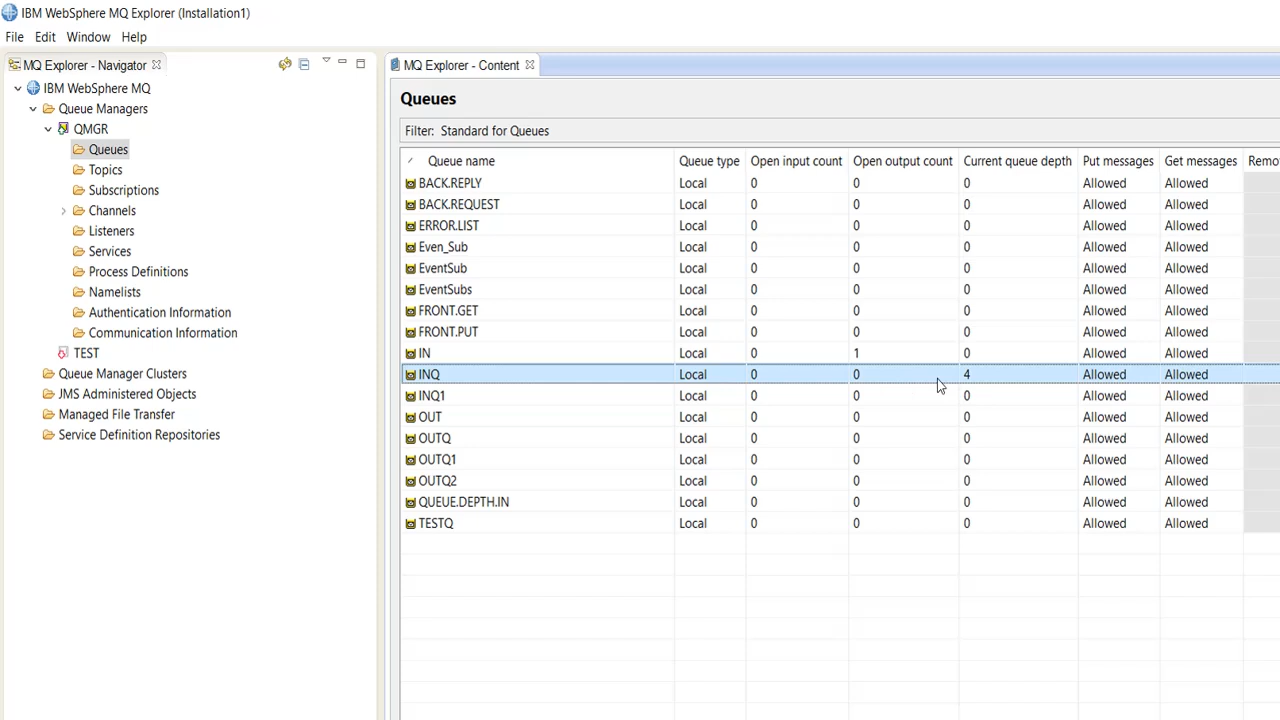 IBM WebSphere MQ Explorer (Installation1)
File Edit Window Help
MQ Explorer - Navigator
IBM WebSphere MQ
Queue Managers
QMGR
Queues
Topics
Subscriptions
Channels
Listeners
Services
Process Definitions
Namelists
Authentication Information
Communication Information
TEST
Queue Manager Clusters
JMS Administered Objects
Managed File Transfer
Service Definition Repositories
MQ Explorer - Content
Queues
Filter: Standard for Queues
Queue name Queue type Open input count Open output count Current queue depth Put messages Get messages Remo
BACK.REPLY Local 0 0 0 Allowed Allowed
BACK.REQUEST Local 0 0 0 Allowed Allowed
ERROR.LIST Local 0 0 0 Allowed Allowed
Even_Sub Local 0 0 0 Allowed Allowed
EventSub Local 0 0 0 Allowed Allowed
EventSubs Local 0 0 0 Allowed Allowed
FRONT.GET Local 0 0 0 Allowed Allowed
FRONT.PUT Local 0 0 0 Allowed Allowed
IN Local 0 1 0 Allowed Allowed
INQ Local 0 0 4 Allowed Allowed
INQ1 Local 0 0 0 Allowed Allowed
OUT Local 0 0 0 Allowed Allowed
OUTQ Local 0 0 0 Allowed Allowed
OUTQ1 Local 0 0 0 Allowed Allowed
OUTQ2 Local 0 0 0 Allowed Allowed
QUEUE.DEPTH.IN Local 0 0 0 Allowed Allowed
TESTQ Local 0 0 0 Allowed Allowed